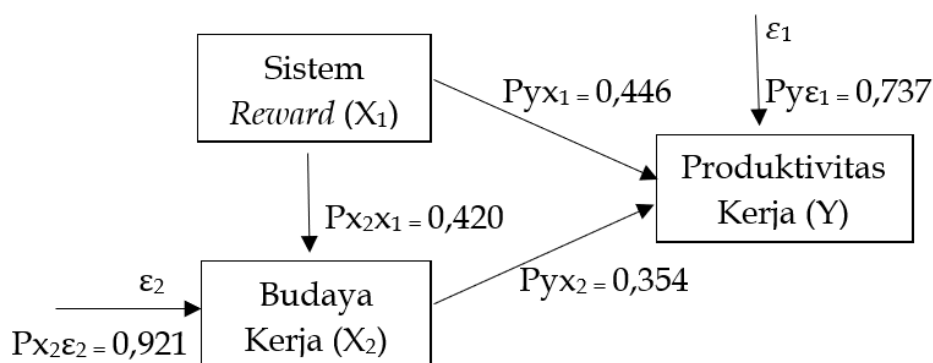 ε₁
Sistem
Reward (X₁)
Pyx₁ = 0,446
Pyε₁ = 0,737
Produktivitas
Kerja (Y)
Px₂x₁ = 0,420
ε₂
Px₂ε₂ = 0,921
Budaya
Kerja (X₂)
Pyx₂ = 0,354